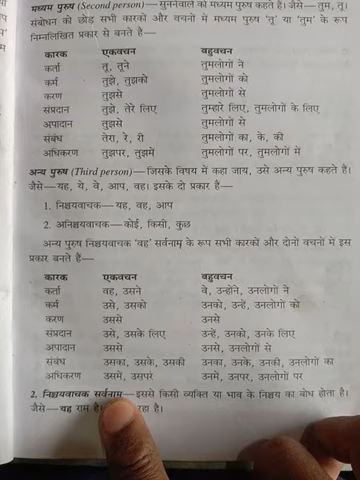 मध्यम पुरुष (Second person)—सुननेवाले को मध्यम पुरुष कहते हैं। जैसे—तुम, तू।
संबोधन को छोड़ सभी कारकों और वचनों में मध्यम पुरुष 'तू' या 'तुम' के रूप
निम्नलिखित प्रकार से बनते है—
कारक एकवचन बहुवचन
कर्ता तू, तूने तुमलोगों ने
कर्म तुझे, तुझको तुमलोगों को
करण तुझसे तुमलोगों से
संप्रदान तुझे, तेरे लिए तुम्हारे लिए, तुमलोगों के लिए
अपादान तुझसे तुमलोगों से
संबंध तेरा, रे, री तुमलोगों का, के, की
अधिकरण तुझपर, तुझमें तुमलोगों पर, तुमलोगों में
अन्य पुरुष (Third person)—जिसके विषय में कहा जाय, उसे अन्य पुरुष कहते हैं।
जैसे—यह, ये, वे, आप, वह। इसके दो प्रकार हैं—
1. निश्चयवाचक—यह, वह, आप
2. अनिश्चयवाचक—कोई, किसी, कुछ
अन्य पुरुष निश्चयवाचक 'वह' सर्वनाम् के रूप सभी कारकों और दोनों वचनों में इस
प्रकार बनते हैं—
कारक एकवचन बहुवचन
कर्ता वह, उसने वे, उन्होंने, उनलोगों ने
कर्म उसे, उसको उनको, उन्हें, उनलोगों को
करण उससे उनसे
संप्रदान उसे, उसके लिए उन्हें, उनको, उनके लिए
अपादान उससे उनसे, उनलोगों से
संबंध उसका, उसके, उसकी उनका, उनके, उनकी, उनलोगों का
अधिकरण उसमें, उसपर उनमें, उनपर, उनलोगों पर
2. निश्चयवाचक सर्वनाम्—इससे किसी व्यक्ति या भाव के निश्चय का बोध होता है।
जैसे—वह राम है। रहा है।